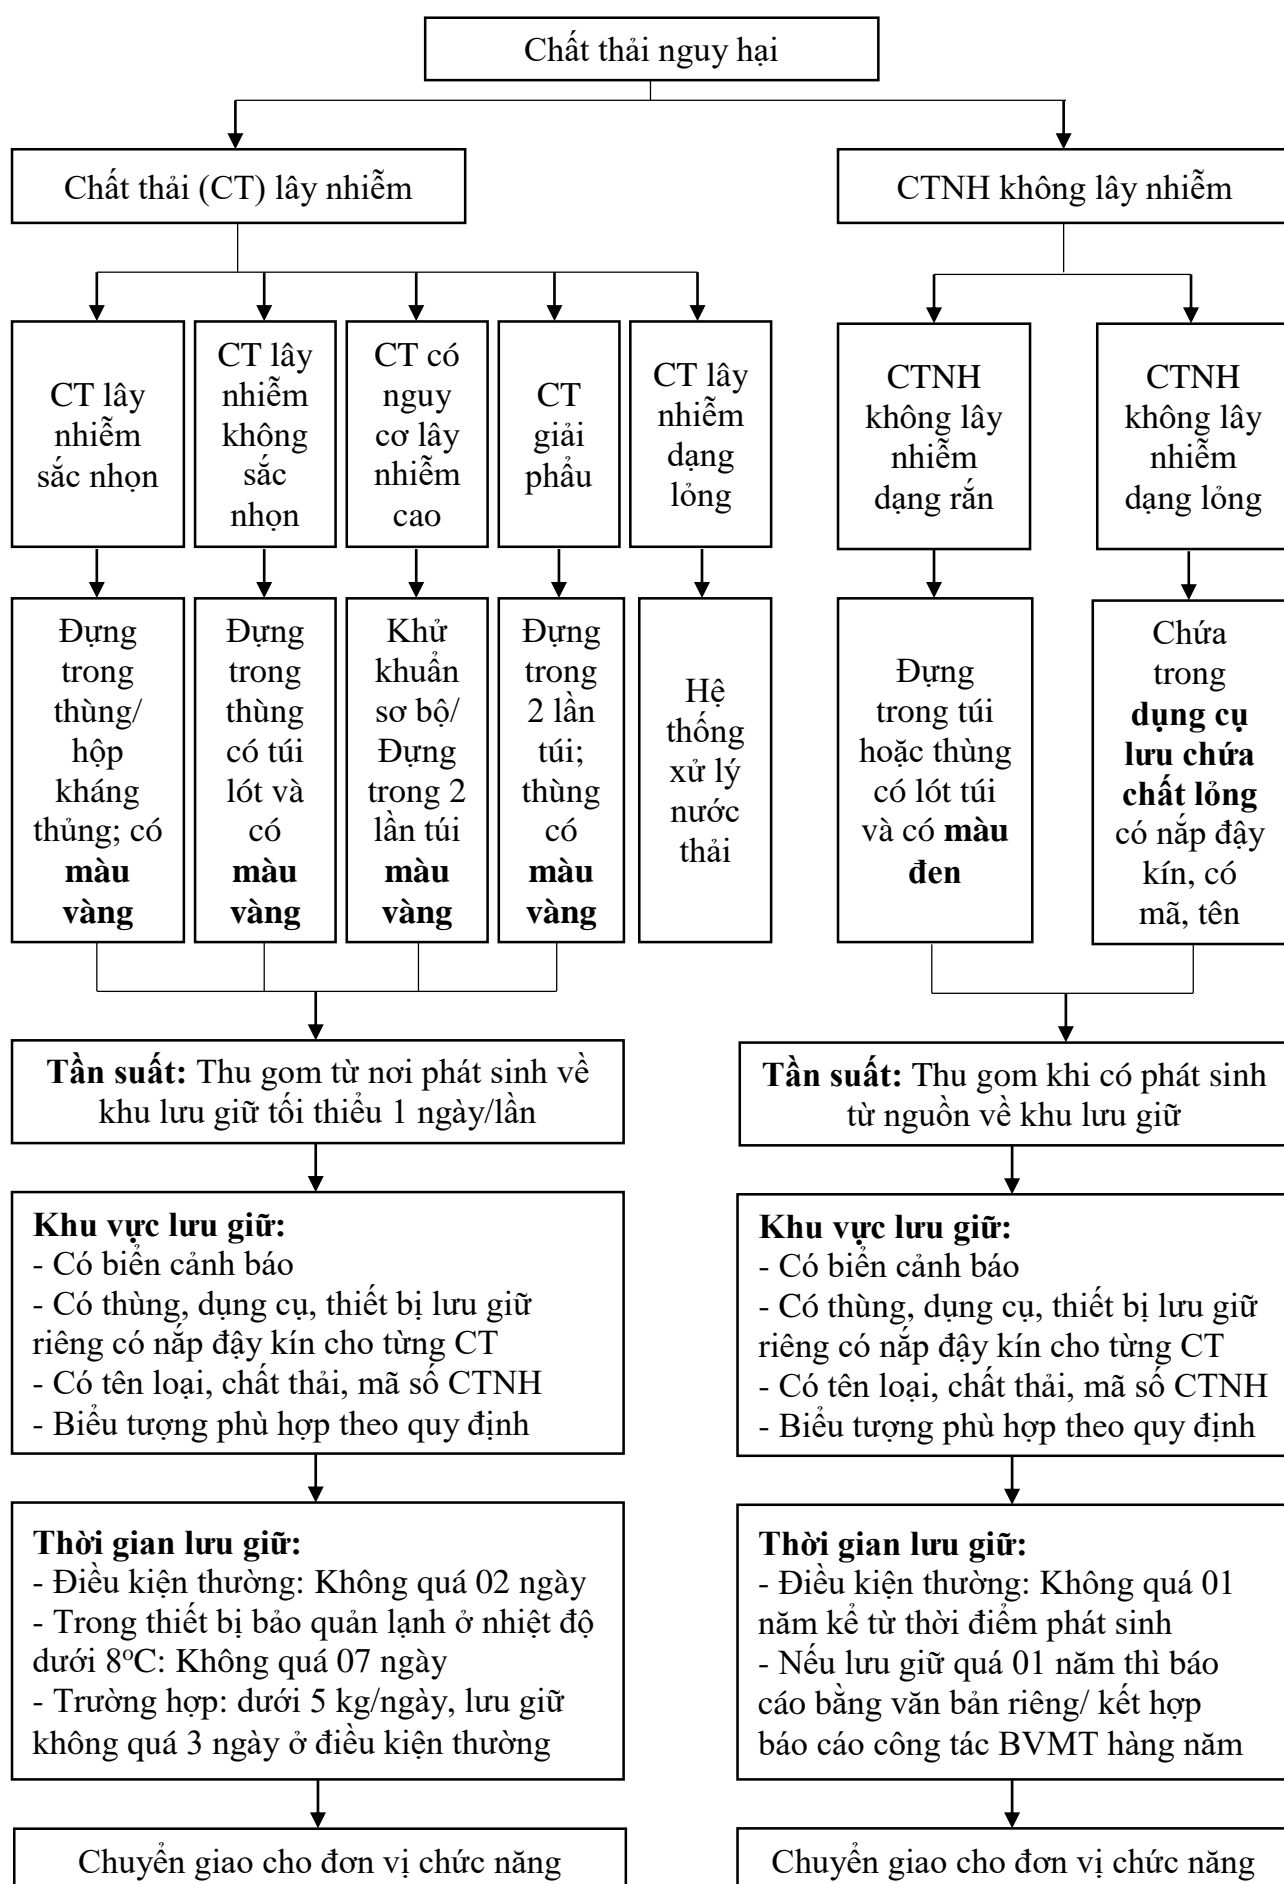 Chất thải nguy hại
Chất thải (CT) lây nhiễm
CTNH không lây nhiễm
CT lây
nhiễm
sắc nhọn
CT lây
nhiễm
không
sắc
nhọn
CT có
nguy
cơ lây
nhiễm
cao
CT
giải
phẩu
CT lây
nhiễm
dạng
lỏng
CTNH
không lây
nhiễm
dạng rắn
CTNH
không lây
nhiễm
dạng lỏng
Đựng
trong
thùng/
hộp
kháng
thủng; có
màu
vàng
Đựng
trong
thùng
có túi
lót và
có
màu
vàng
Khử
khuẩn
sơ bộ/
Đựng
trong 2
lần túi
màu
vàng
Đựng
trong
2 lần
túi;
thùng
có
màu
vàng
Hệ
thống
xử lý
nước
thải
Đựng
trong túi
hoặc thùng
có lót túi
và có màu
đen
Chứa
trong
dụng cụ
lưu chứa
chất lỏng
có nắp đậy
kín, có
mã, tên
Tần suất: Thu gom từ nơi phát sinh về
khu lưu giữ tối thiểu 1 ngày/lần
Tần suất: Thu gom khi có phát sinh
từ nguồn về khu lưu giữ
Khu vực lưu giữ:
- Có biển cảnh báo
- Có thùng, dụng cụ, thiết bị lưu giữ
riêng có nắp đậy kín cho từng CT
- Có tên loại, chất thải, mã số CTNH
- Biểu tượng phù hợp theo quy định
Khu vực lưu giữ:
- Có biển cảnh báo
- Có thùng, dụng cụ, thiết bị lưu giữ
riêng có nắp đậy kín cho từng CT
- Có tên loại, chất thải, mã số CTNH
- Biểu tượng phù hợp theo quy định
Thời gian lưu giữ:
- Điều kiện thường: Không quá 02 ngày
- Trong thiết bị bảo quản lạnh ở nhiệt độ
dưới 8°C: Không quá 07 ngày
- Trường hợp: dưới 5 kg/ngày, lưu giữ
không quá 3 ngày ở điều kiện thường
Thời gian lưu giữ:
- Điều kiện thường: Không quá 01
năm kể từ thời điểm phát sinh
- Nếu lưu giữ quá 01 năm thì báo
cáo bằng văn bản riêng/ kết hợp
báo cáo công tác BVMT hàng năm
Chuyển giao cho đơn vị chức năng
Chuyển giao cho đơn vị chức năng